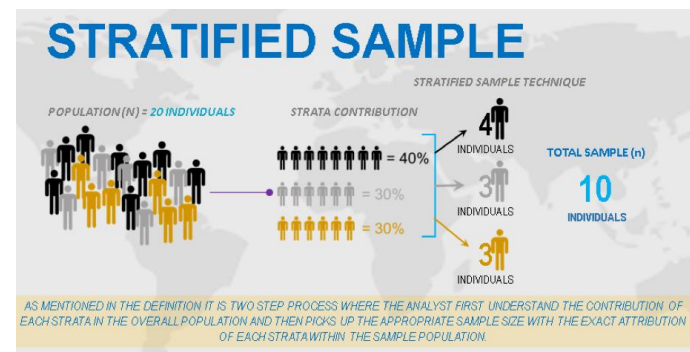 STRATIFIED SAMPLE
STRATIFIED SAMPLE TECHNIQUE
POPULATION (N) = 20 INDIVIDUALS
STRATA CONTRIBUTION
4
INDIVIDUALS
= 40%
TOTAL SAMPLE (n)
3
INDIVIDUALS
= 30%
10
INDIVIDUALS
= 30%
3
INDIVIDUALS
AS MENTIONED IN THE DEFINITION IT IS TWO STEP PROCESS WHERE THE ANALYST FIRST UNDERSTAND THE CONTRIBUTION OF
EACH STRATA IN THE OVERALL POPULATION AND THEN PICKS UP THE APPROPRIATE SAMPLE SIZE WITH THE EXACT ATTRIBUTION
OF EACH STRATA WITHIN THE SAMPLE POPULATION.